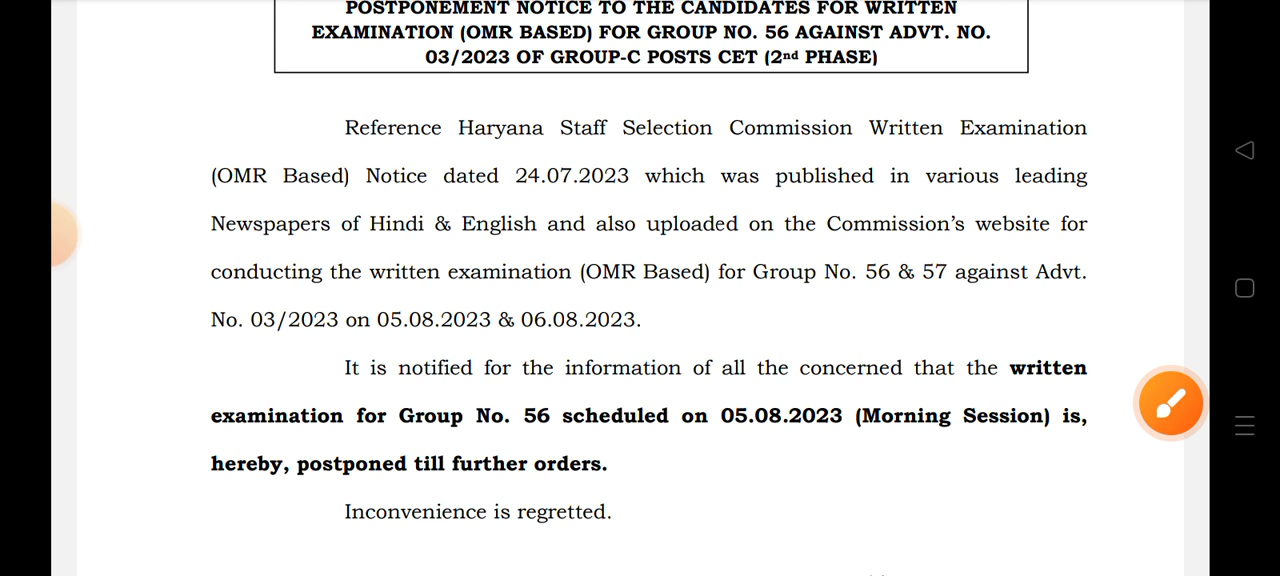 POSTPONEMENT NOTICE TO THE CANDIDATES FOR WRITTEN
EXAMINATION (OMR BASED) FOR GROUP NO. 56 AGAINST ADVT. NO.
03/2023 OF GROUP-C POSTS CET (2nd PHASE)
Reference Haryana Staff Selection Commission Written Examination
(OMR Based) Notice dated 24.07.2023 which was published in various leading
Newspapers of Hindi & English and also uploaded on the Commission's website for
conducting the written examination (OMR Based) for Group No. 56 & 57 against Advt.
No. 03/2023 on 05.08.2023 & 06.08.2023.
It is notified for the information of all the concerned that the written
examination for Group No. 56 scheduled on 05.08.2023 (Morning Session) is,
hereby, postponed till further orders.
Inconvenience is regretted.